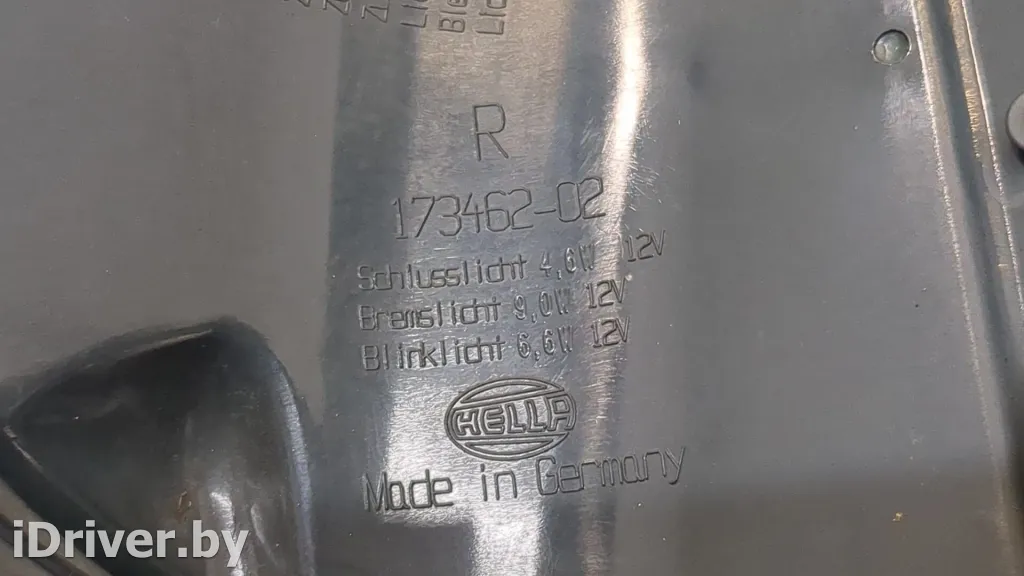 R
173462-02
Schlusslicht 4,6W 12V
Bremslicht 9,0W 12V
Blinklicht 6,6W 12V
HELLA
Made in Germany
iDriver.by